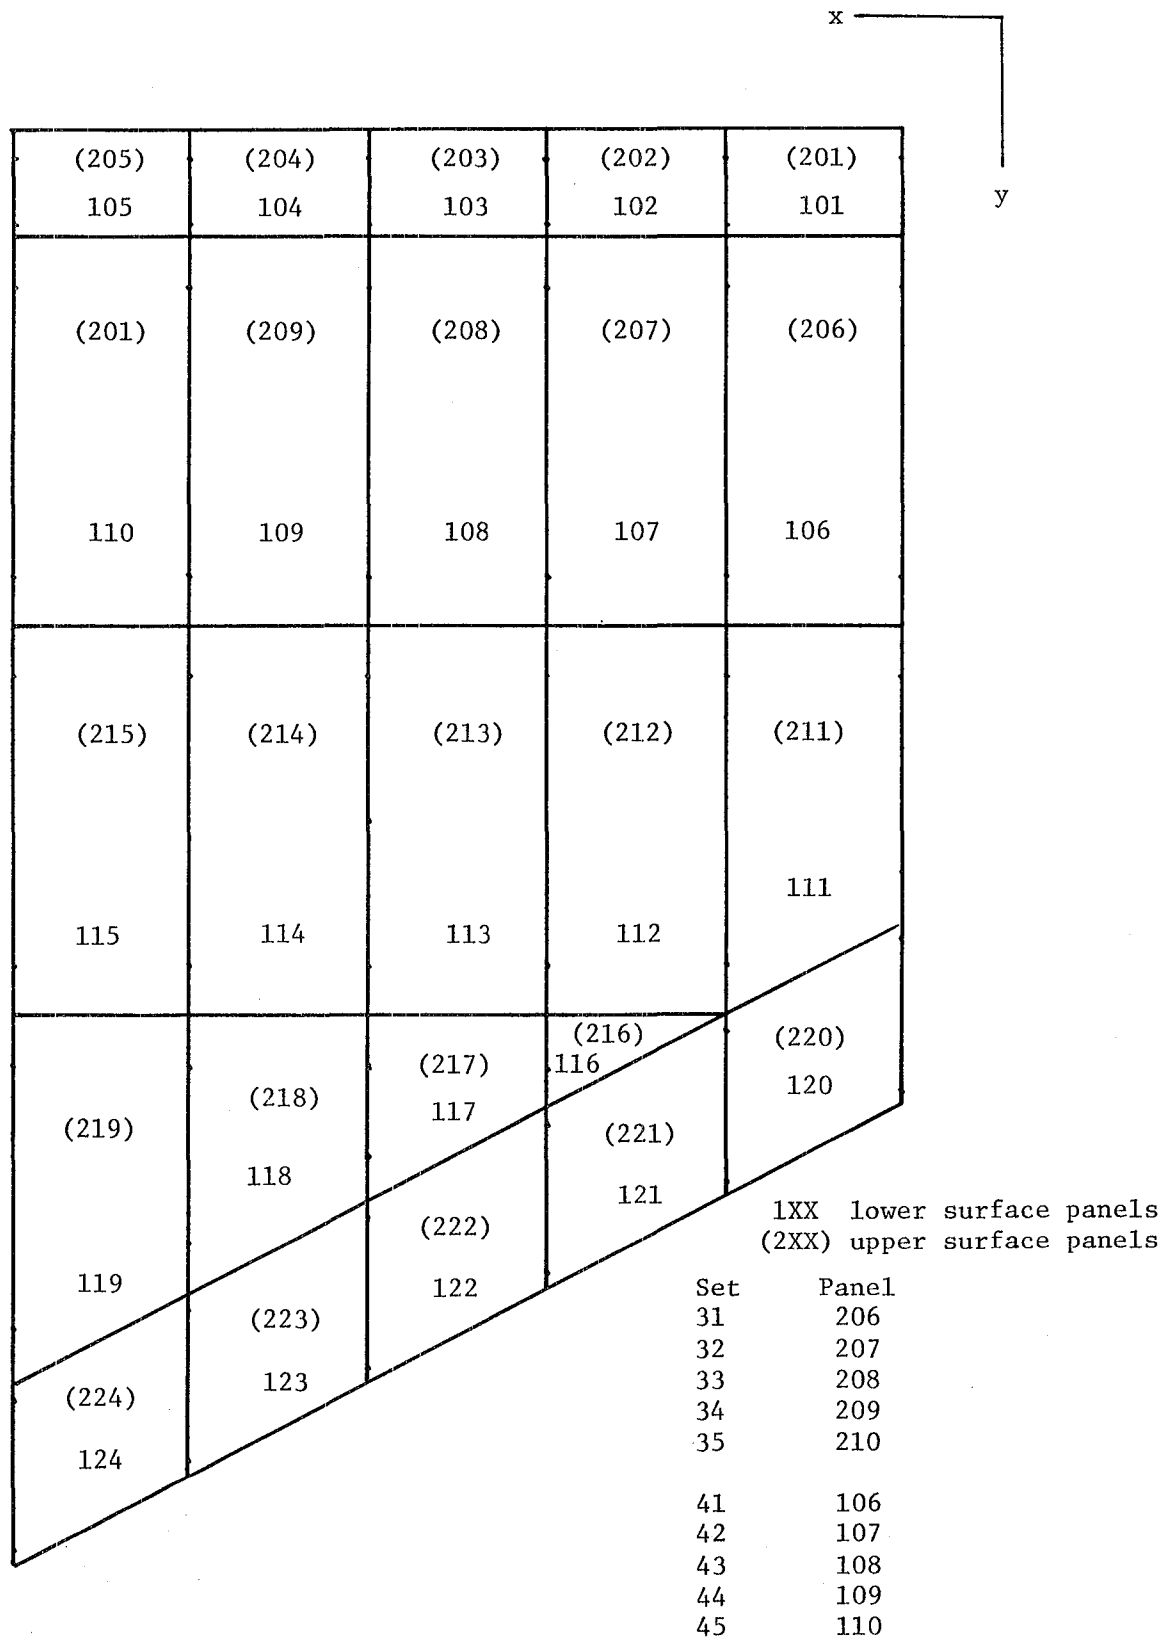 x
y
(205) (204) (203) (202) (201)
105 104 103 102 101
(201) (209) (208) (207) (206)
110 109 108 107 106
(215) (214) (213) (212) (211)
111
115 114 113 112
(216)
(220)
(217) 116
(218) 120
117
(219) (221)
118
121
1XX lower surface panels
(222)
(2XX) upper surface panels
119 122
(223)
123
(224)
124
Set Panel
31 206
32 207
33 208
34 209
35 210
41 106
42 107
43 108
44 109
45 110